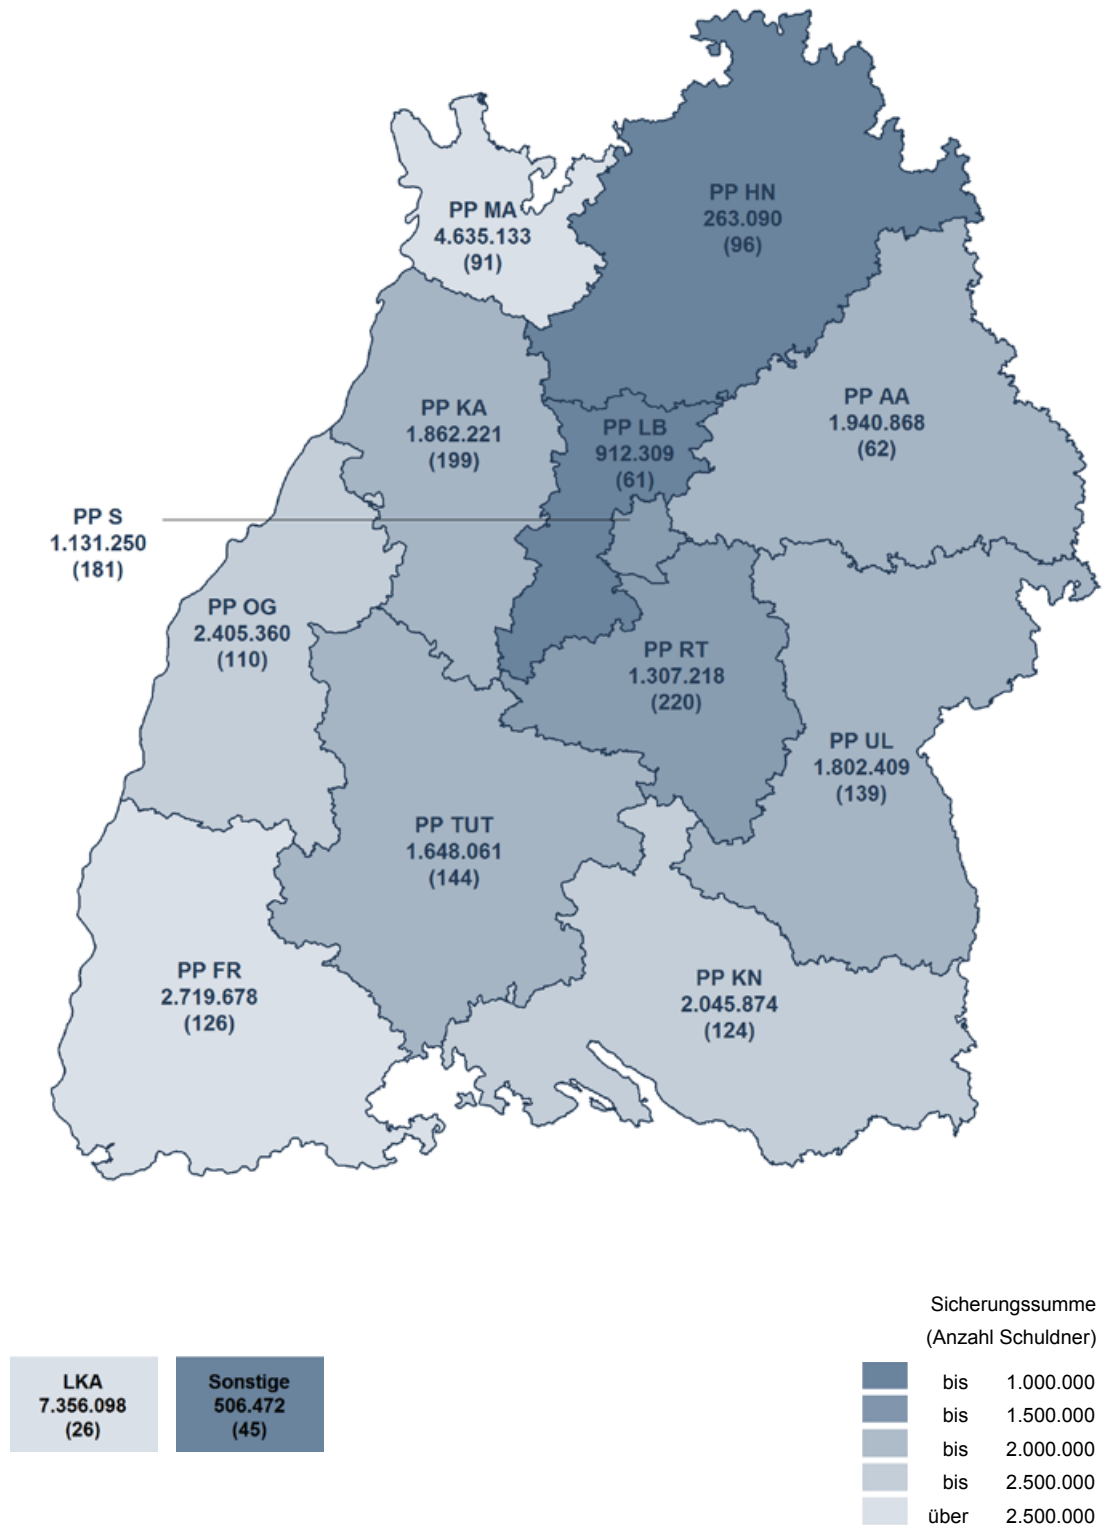 PP HN
263.090
(96)
PP MA
4.635.133
(91)
PP AA
1.940.868
(62)
PP KA
1.862.221
(199)
PP LB
912.309
(61)
PP S
1.131.250
(181)
PP OG
2.405.360
(110)
PP RT
1.307.218
(220)
PP UL
1.802.409
(139)
PP TUT
1.648.061
(144)
PP FR
2.719.678
(126)
PP KN
2.045.874
(124)
LKA
7.356.098
(26)
Sonstige
506.472
(45)
Sicherungssumme
(Anzahl Schuldner)
bis 1.000.000
bis 1.500.000
bis 2.000.000
bis 2.500.000
über 2.500.000